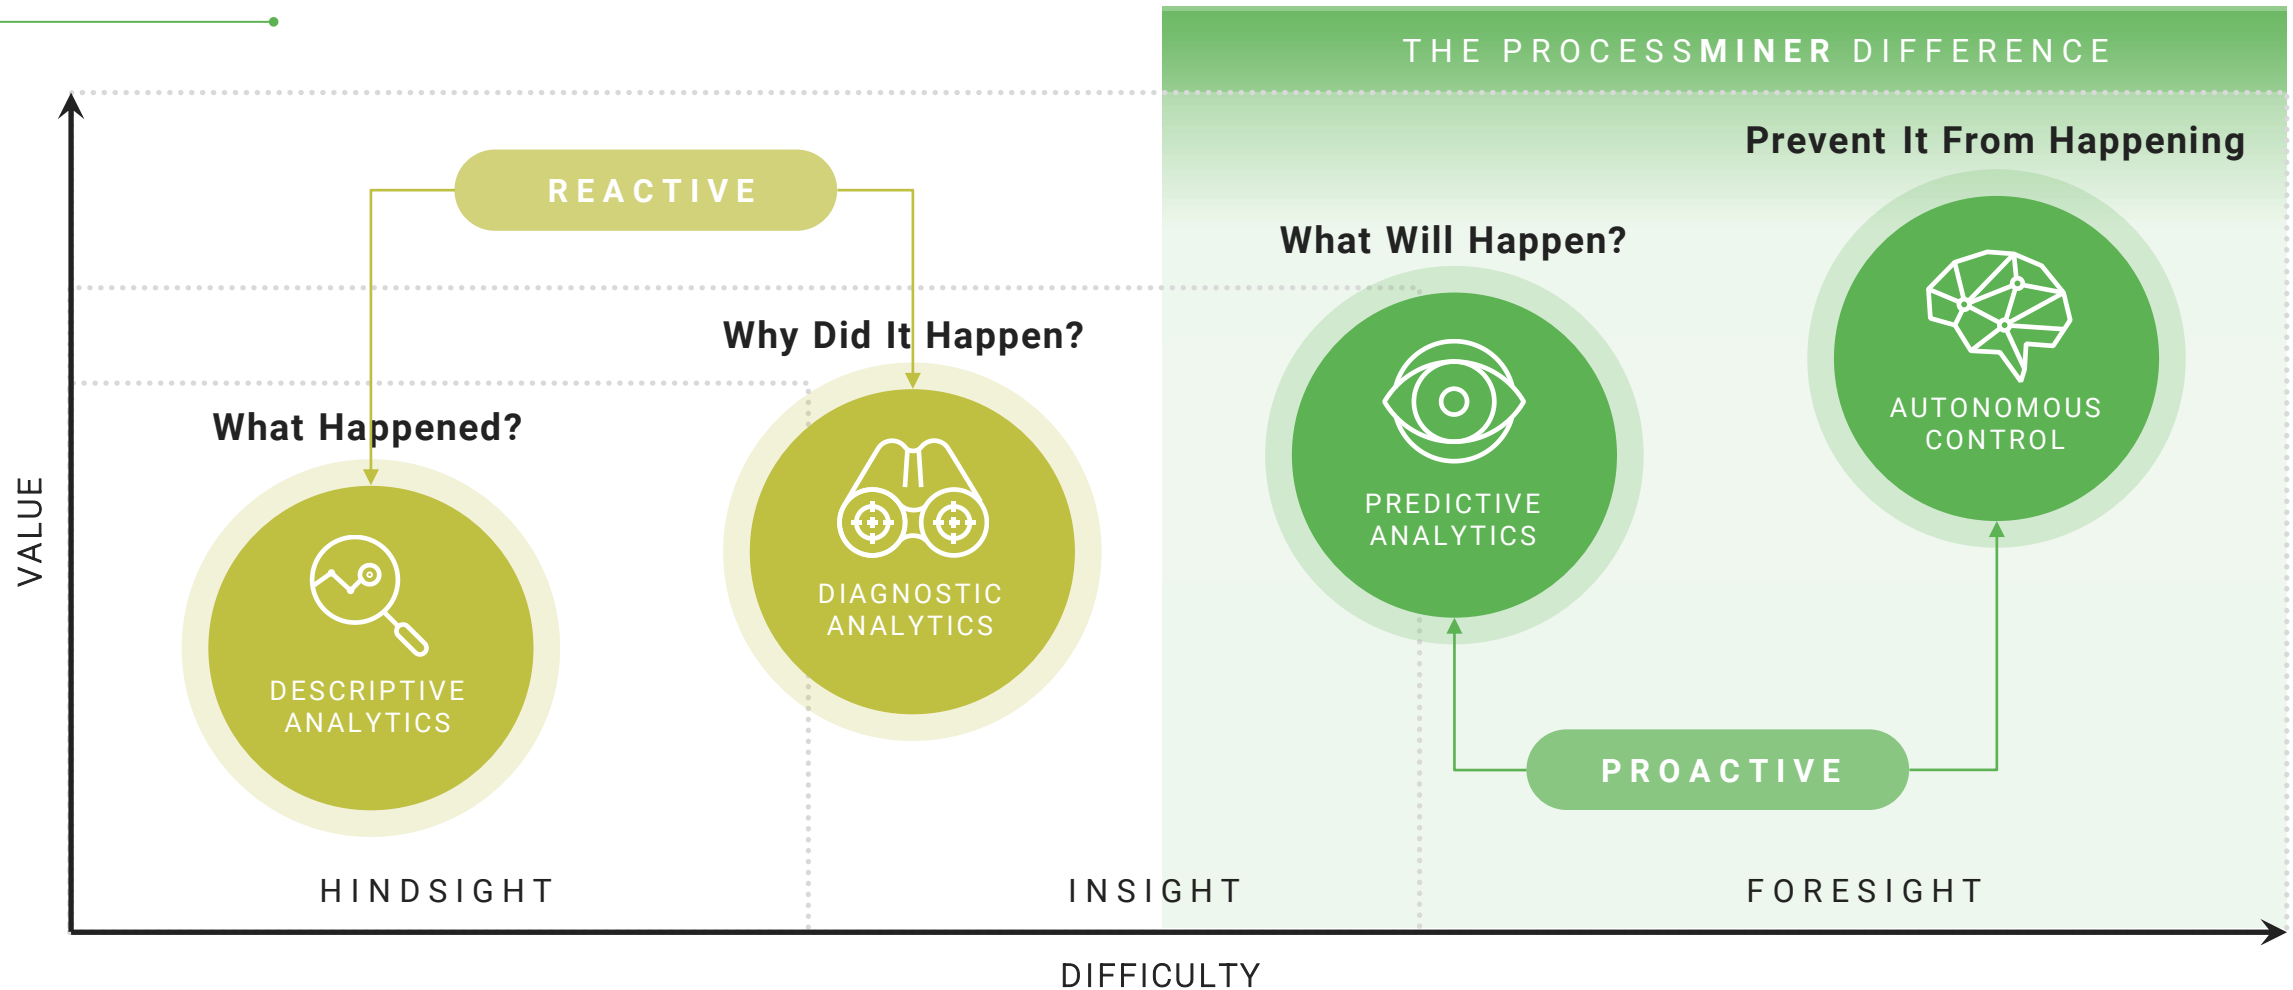 THE PROCESSMINER DIFFERENCE
Prevent It From Happening
REACTIVE
What Will Happen?
Why Did It Happen?
What Happened?
AUTONOMOUS
CONTROL
PREDICTIVE
ANALYTICS
DIAGNOSTIC
ANALYTICS
DESCRIPTIVE
ANALYTICS
VALUE
PROACTIVE
HINDSIGHT
INSIGHT
FORESIGHT
DIFFICULTY